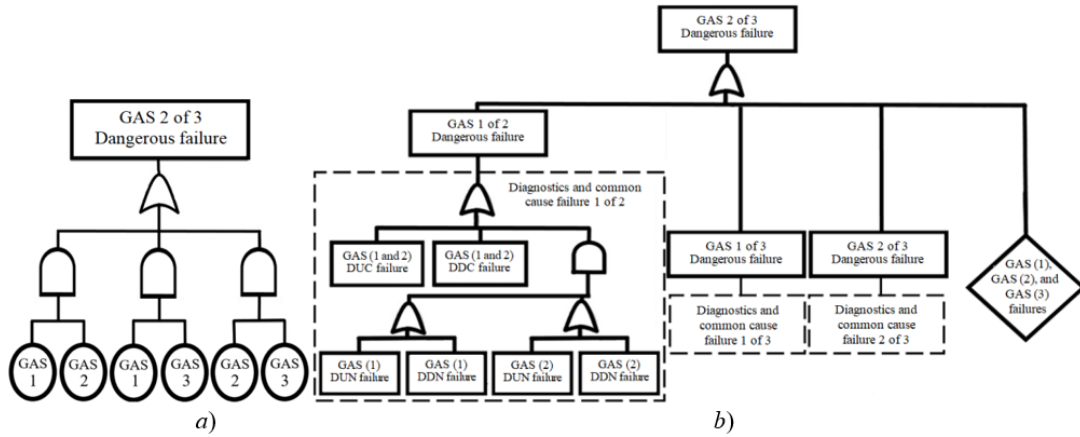 GAS 2 of 3
Dangerous failure
GAS
1
GAS
2
GAS
1
GAS
3
GAS
2
GAS
3
a)
GAS 2 of 3
Dangerous failure
GAS 1 of 2
Dangerous failure
Diagnostics and common
cause failure 1 of 2
GAS (1 and 2)
DUC failure
GAS (1 and 2)
DDC failure
GAS (1)
DUN failure
GAS (1)
DDN failure
GAS (2)
DUN failure
GAS (2)
DDN failure
GAS 1 of 3
Dangerous failure
Diagnostics and
common cause
failure 1 of 3
GAS 2 of 3
Dangerous failure
Diagnostics and
common cause
failure 2 of 3
GAS (1),
GAS (2), and
GAS (3)
failures
b)